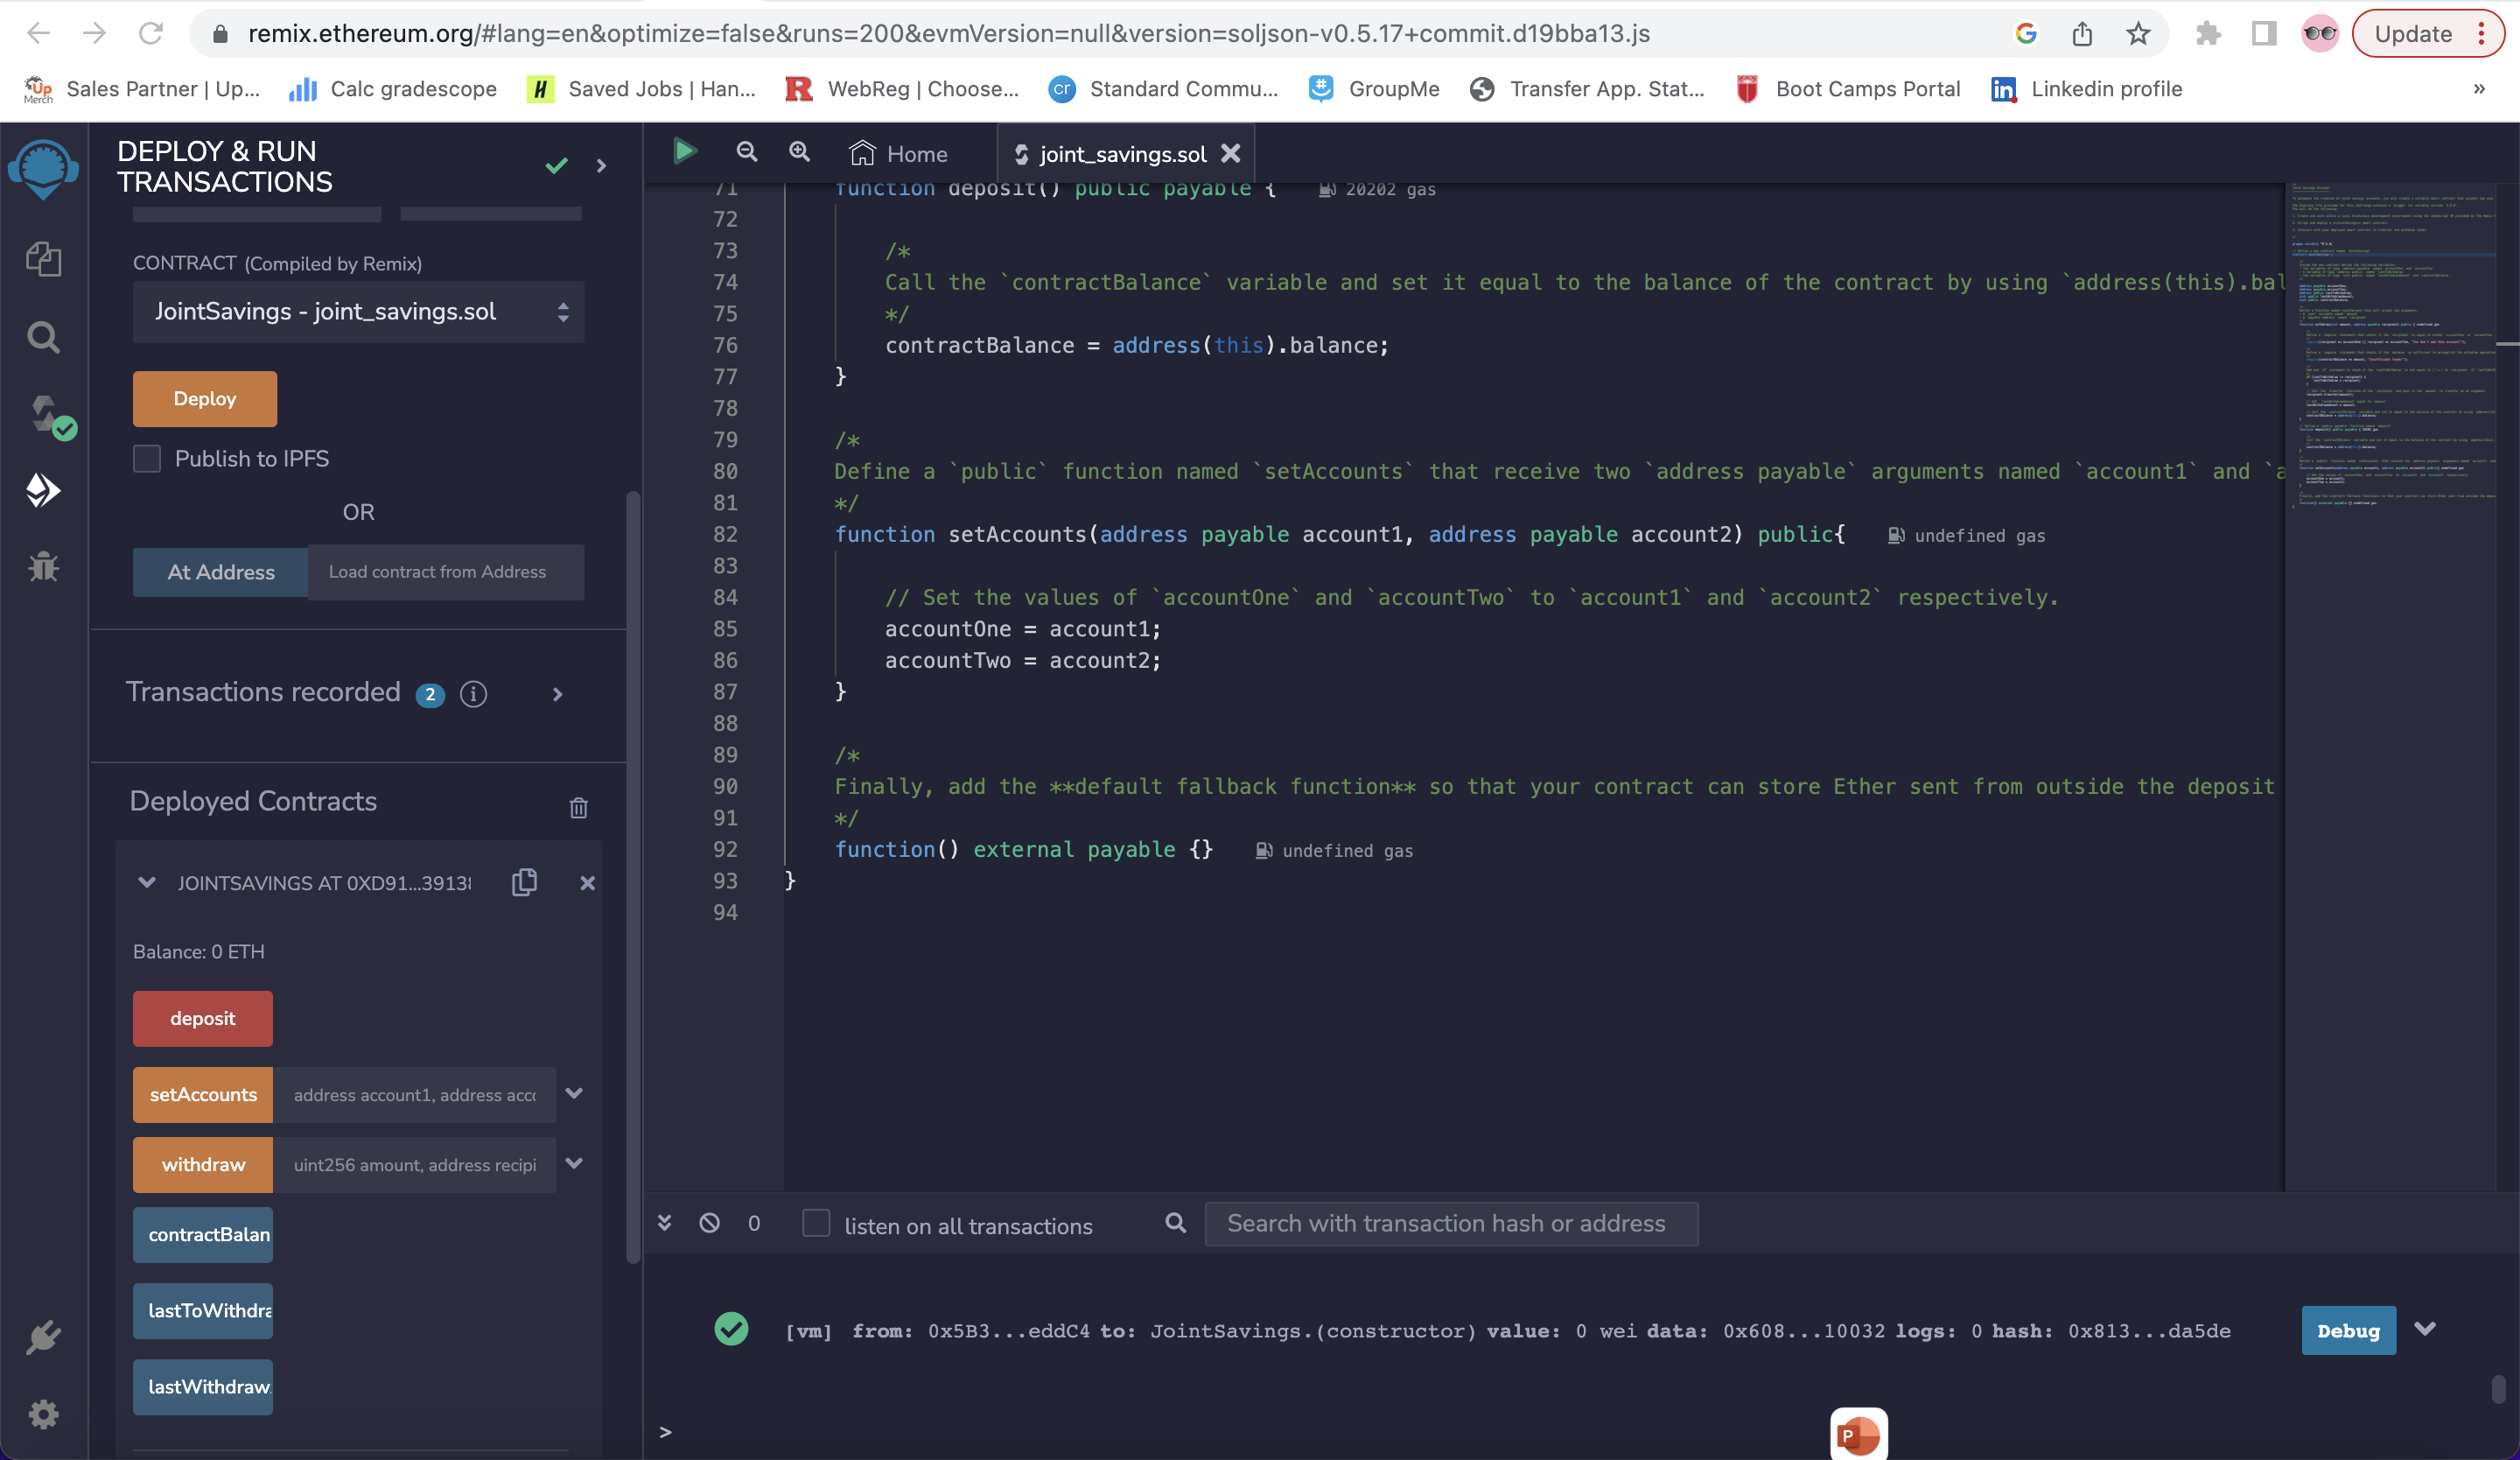 remix.ethereum.org/#lang=en&optimize=false&runs=200&evmVersion=null&version=soljson-v0.5.17+commit.d19bba13.js
Update
Up Merch
Sales Partner | Up...
Calc gradescope
H
Saved Jobs | Han...
R
WebReg | Choose...
cr
Standard Commu...
GroupMe
Transfer App. Stat...
Boot Camps Portal
in
Linkedin profile
»
DEPLOY & RUN
TRANSACTIONS
CONTRACT (Compiled by Remix)
JointSavings - joint_savings.sol
Deploy
Publish to IPFS
OR
At Address
Load contract from Address
Transactions recorded 2 i
Deployed Contracts
JOINTSAVINGS AT 0XD91...3913
Balance: 0 ETH
deposit
setAccounts
address account1, address acc
withdraw
uint256 amount, address recipi
contractBalan
lastToWithdra
lastWithdraw
Home
joint_savings.sol
71 function deposit() public payable { 20202 gas
72
73 /*
74 Call the `contractBalance` variable and set it equal to the balance of the contract by using `address(this).bal
75 */
76 contractBalance = address(this).balance;
77 }
78
79 /*
80 Define a `public` function named `setAccounts` that receive two `address payable` arguments named `account1` and `a
81 */
82 function setAccounts(address payable account1, address payable account2) public{ undefined gas
83
84 // Set the values of `accountOne` and `accountTwo` to `account1` and `account2` respectively.
85 accountOne = account1;
86 accountTwo = account2;
87 }
88
89 /*
90 Finally, add the **default fallback function** so that your contract can store Ether sent from outside the deposit
91 */
92 function() external payable {} undefined gas
93 }
94
0
listen on all transactions
Search with transaction hash or address
[vm] from: 0x5B3...eddC4 to: JointSavings.(constructor) value: 0 wei data: 0x608...10032 logs: 0 hash: 0x813...da5de
Debug
>
P